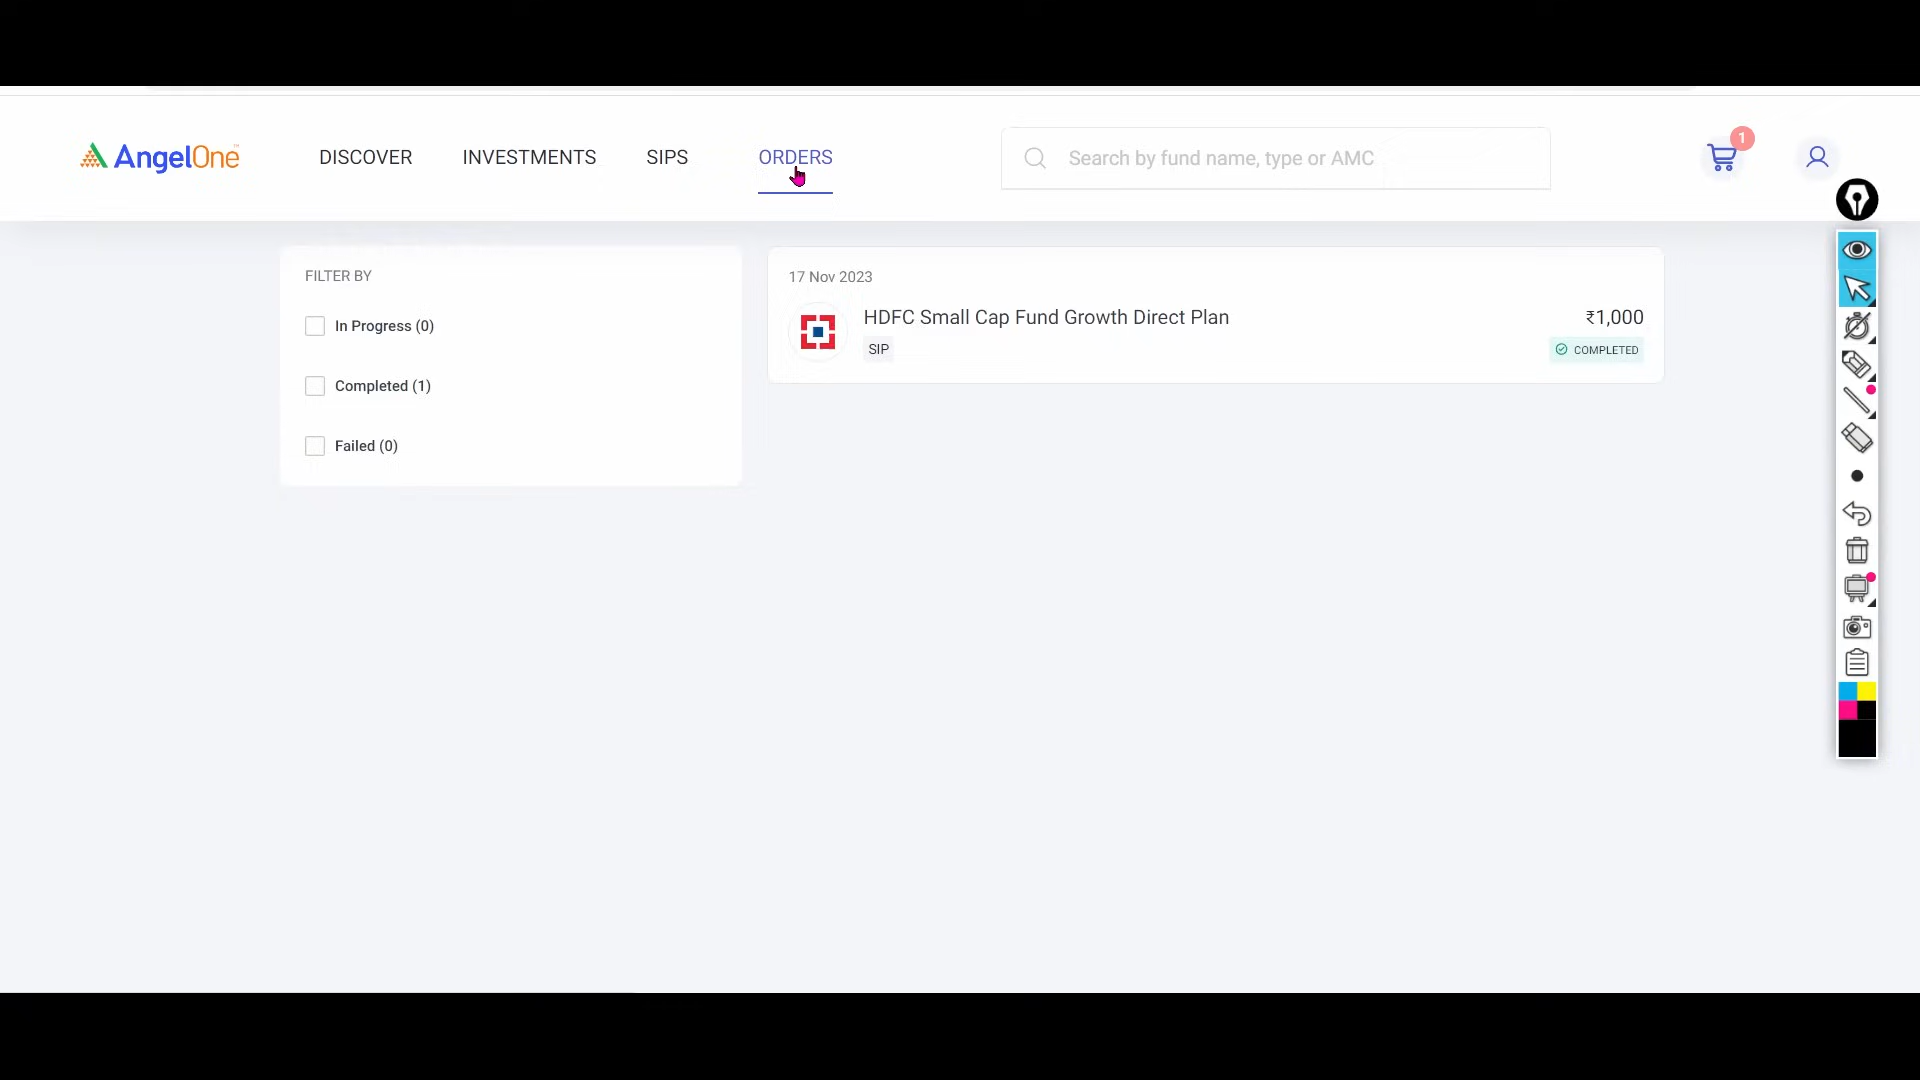 AngelOne
DISCOVER
INVESTMENTS
SIPS
ORDERS
Search by fund name, type or AMC
1
FILTER BY
In Progress (0)
Completed (1)
Failed (0)
17 Nov 2023
HDFC Small Cap Fund Growth Direct Plan
₹1,000
SIP
COMPLETED